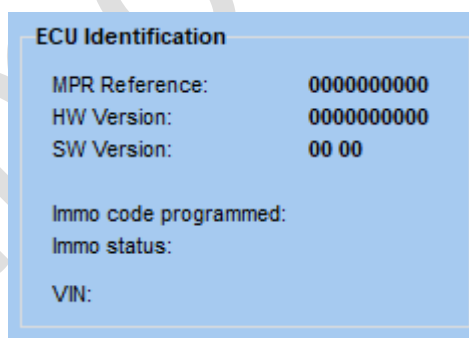 ECU Identification
MPR Reference: 0000000000
HW Version: 0000000000
SW Version: 00 00
Immo code programmed:
Immo status:
VIN: